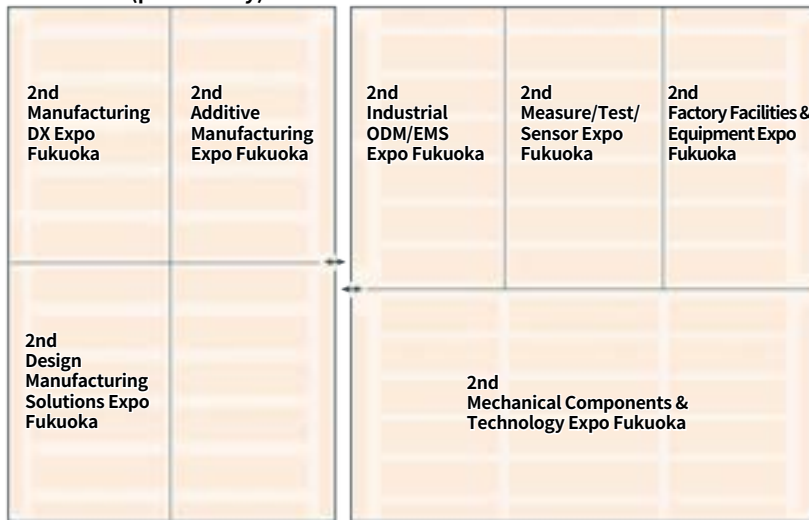 2nd
Manufacturing
DX Expo
Fukuoka
2nd
Additive
Manufacturing
Expo Fukuoka
2nd
Industrial
ODM/EMS
Expo Fukuoka
2nd
Measure/Test/
Sensor Expo
Fukuoka
2nd
Factory Facilities &
Equipment Expo
Fukuoka
2nd
Design
Manufacturing
Solutions Expo
Fukuoka
2nd
Mechanical Components &
Technology Expo Fukuoka